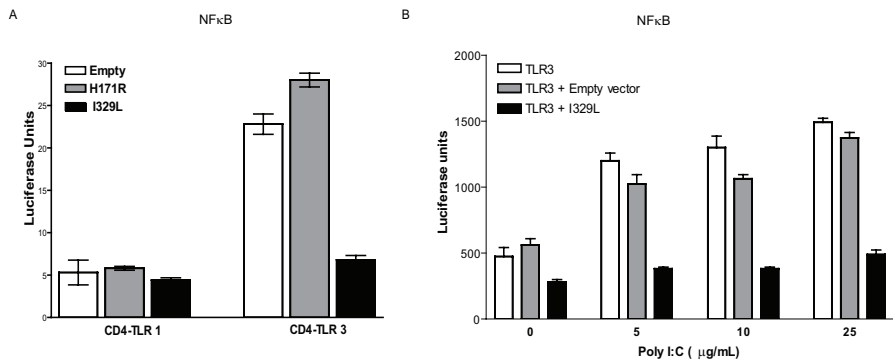 A
NFκB
Empty
H171R
I329L
Luciferase Units
30
25
20
15
10
5
0
CD4-TLR 1
CD4-TLR 3
B
NFκB
TLR3
TLR3 + Empty vector
TLR3 + I329L
Luciferase units
2000
1500
1000
500
0
0
5
10
25
Poly I:C ( μg/mL)